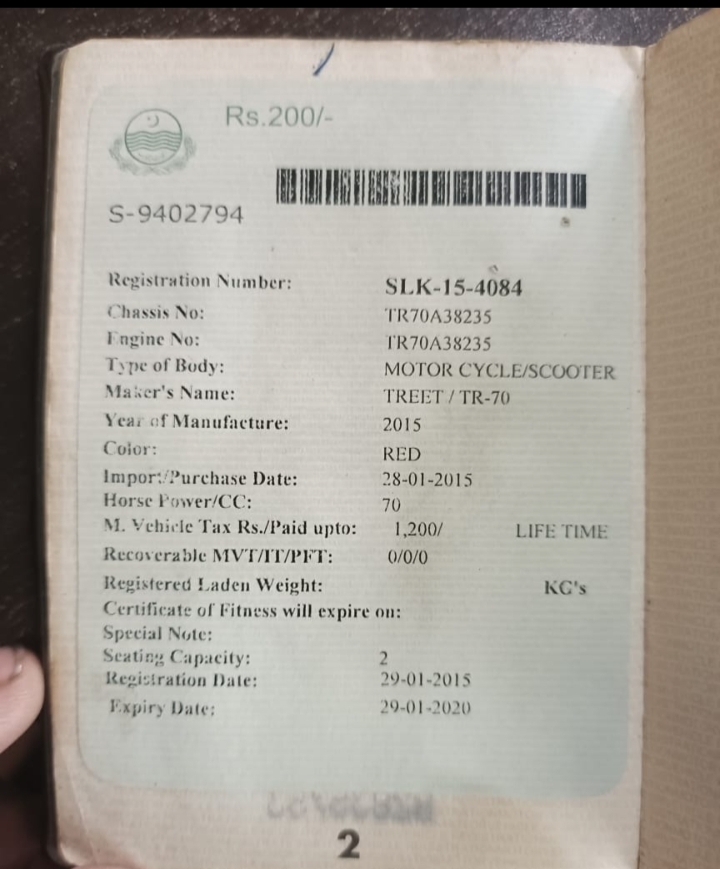 Rs.200/-
S-9402794
Registration Number: SLK-15-4084
Chassis No: TR70A38235
Engine No: TR70A38235
Type of Body: MOTOR CYCLE/SCOOTER
Maker's Name: TREET / TR-70
Year of Manufacture: 2015
Color: RED
Import/Purchase Date: 28-01-2015
Horse Power/CC: 70
M. Vehicle Tax Rs./Paid upto: 1,200/ LIFE TIME
Recoverable MVT/IT/PFT: 0/0/0
Registered Laden Weight: KG's
Certificate of Fitness will expire on:
Special Note:
Seating Capacity: 2
Registration Date: 29-01-2015
Expiry Date: 29-01-2020
2